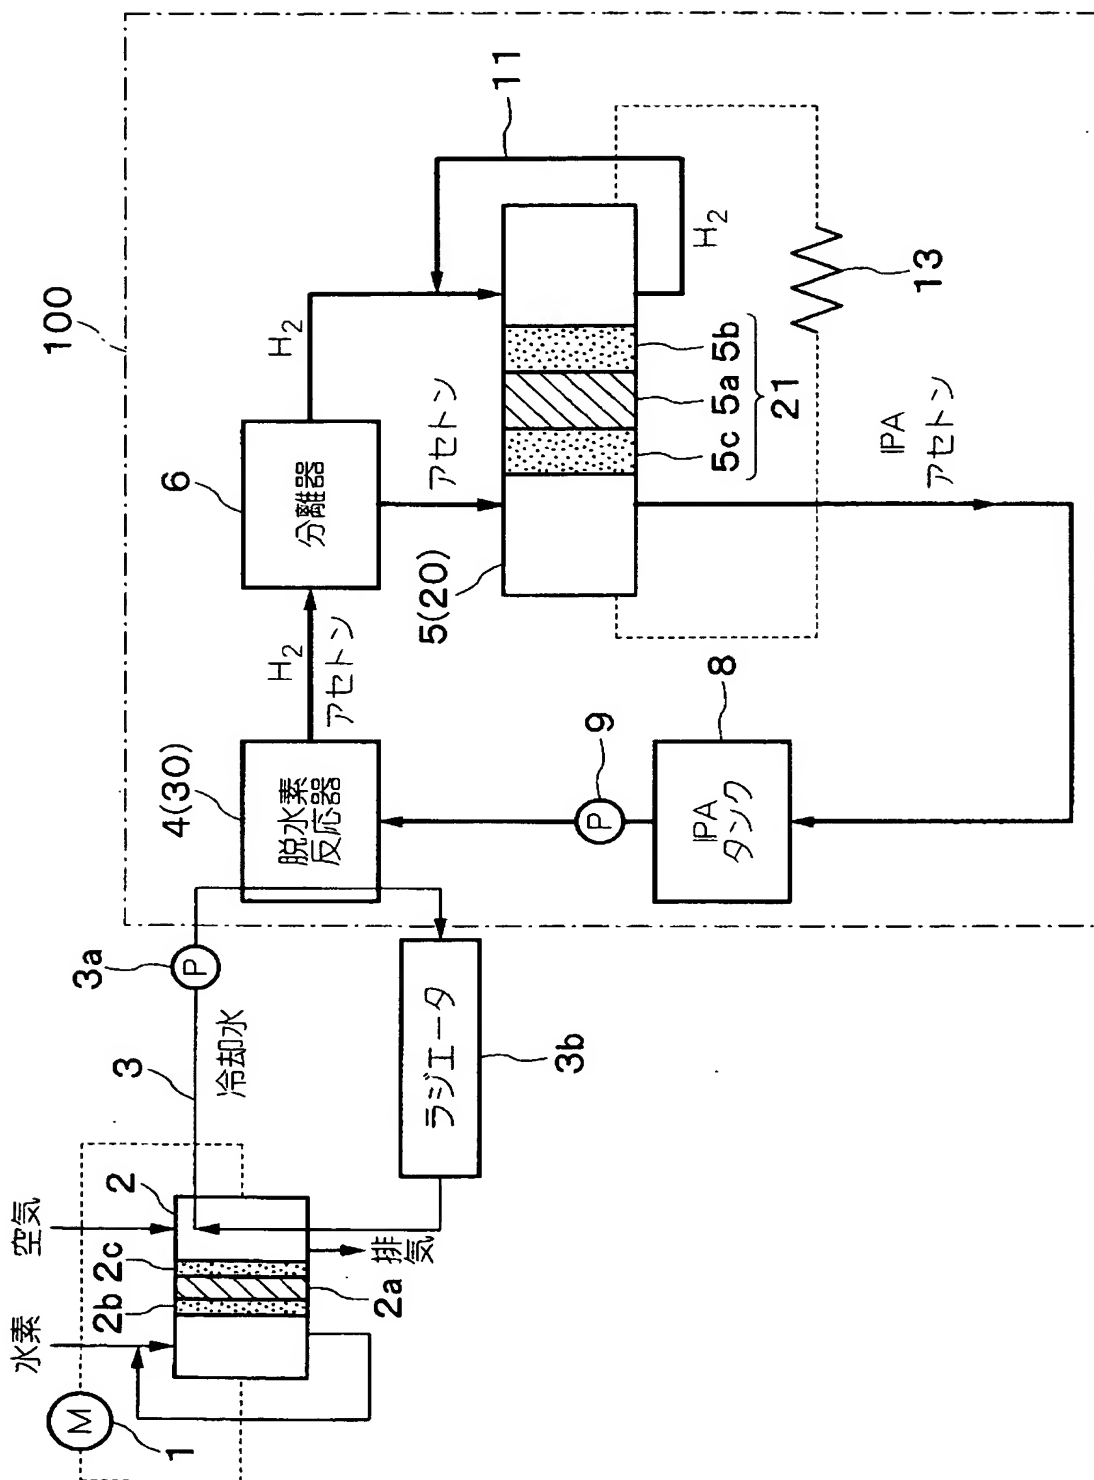 100
11
H2
6
分離器
アセトン
H2
5c 5a 5b
21
13
5(20)
H2
アセトン
4(30)
脱水素
反応器
IPA
アセトン
8
9
P
IPA
タンク
3a
P
3
冷却水
ラジエータ
3b
空気
2
2c
排気
水素
2b
2a
M
1